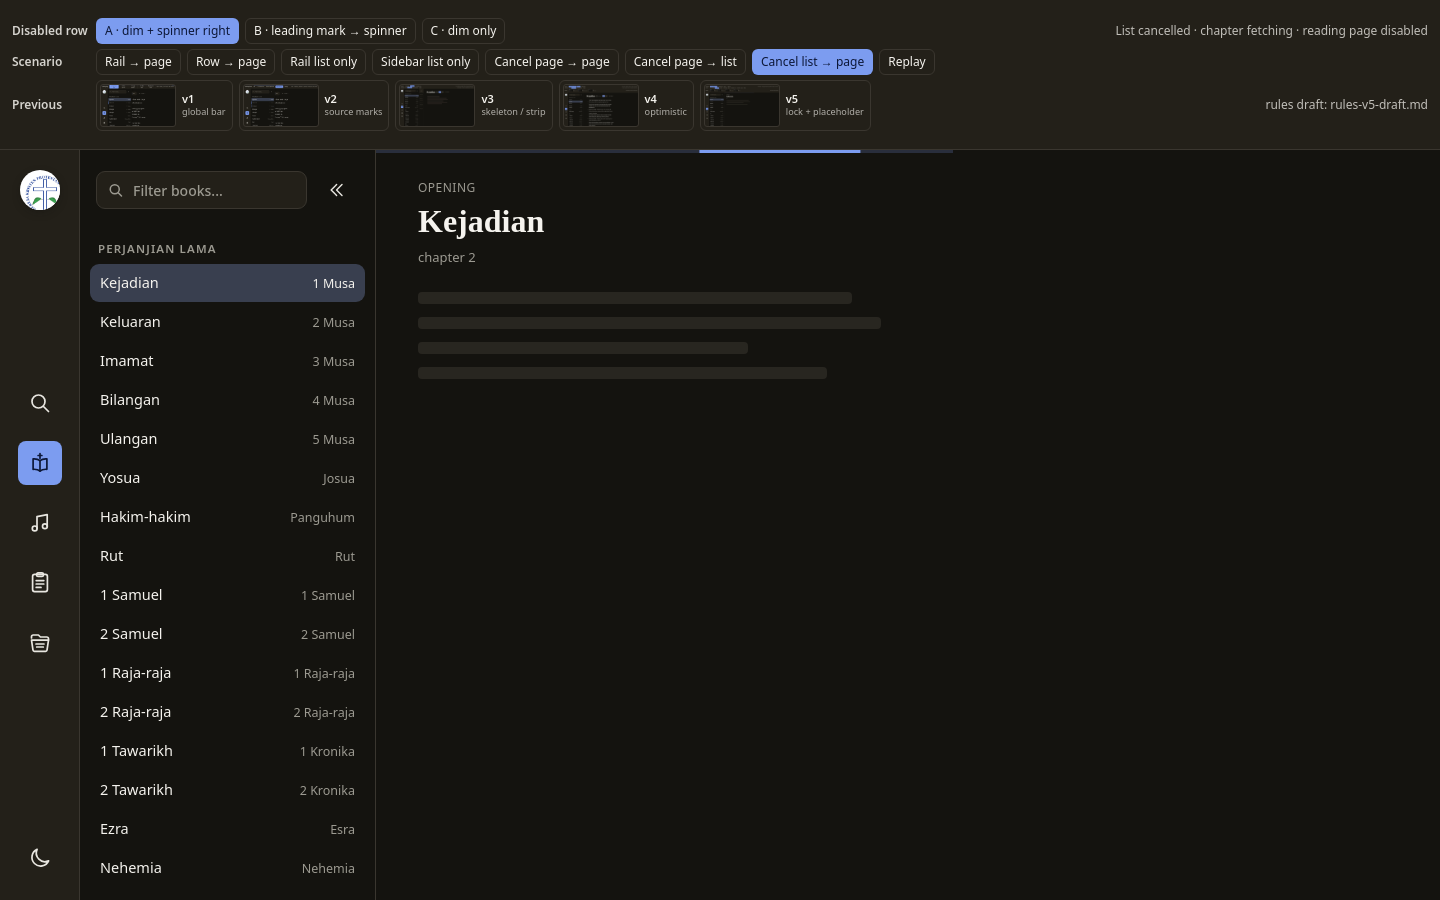 Disabled row A · dim + spinner right B · leading mark → spinner C · dim only List cancelled · chapter fetching · reading page disabled
Scenario Rail → page Row → page Rail list only Sidebar list only Cancel page → page Cancel page → list Cancel list → page Replay
Previous v1 global bar v2 source marks v3 skeleton / strip v4 optimistic v5 lock + placeholder rules draft: rules-v5-draft.md
Filter books...
PERJANJIAN LAMA
Kejadian 1 Musa
Keluaran 2 Musa
Imamat 3 Musa
Bilangan 4 Musa
Ulangan 5 Musa
Yosua Josua
Hakim-hakim Panguhum
Rut Rut
1 Samuel 1 Samuel
2 Samuel 2 Samuel
1 Raja-raja 1 Raja-raja
2 Raja-raja 2 Raja-raja
1 Tawarikh 1 Kronika
2 Tawarikh 2 Kronika
Ezra Esra
Nehemia Nehemia
OPENING
Kejadian
chapter 2